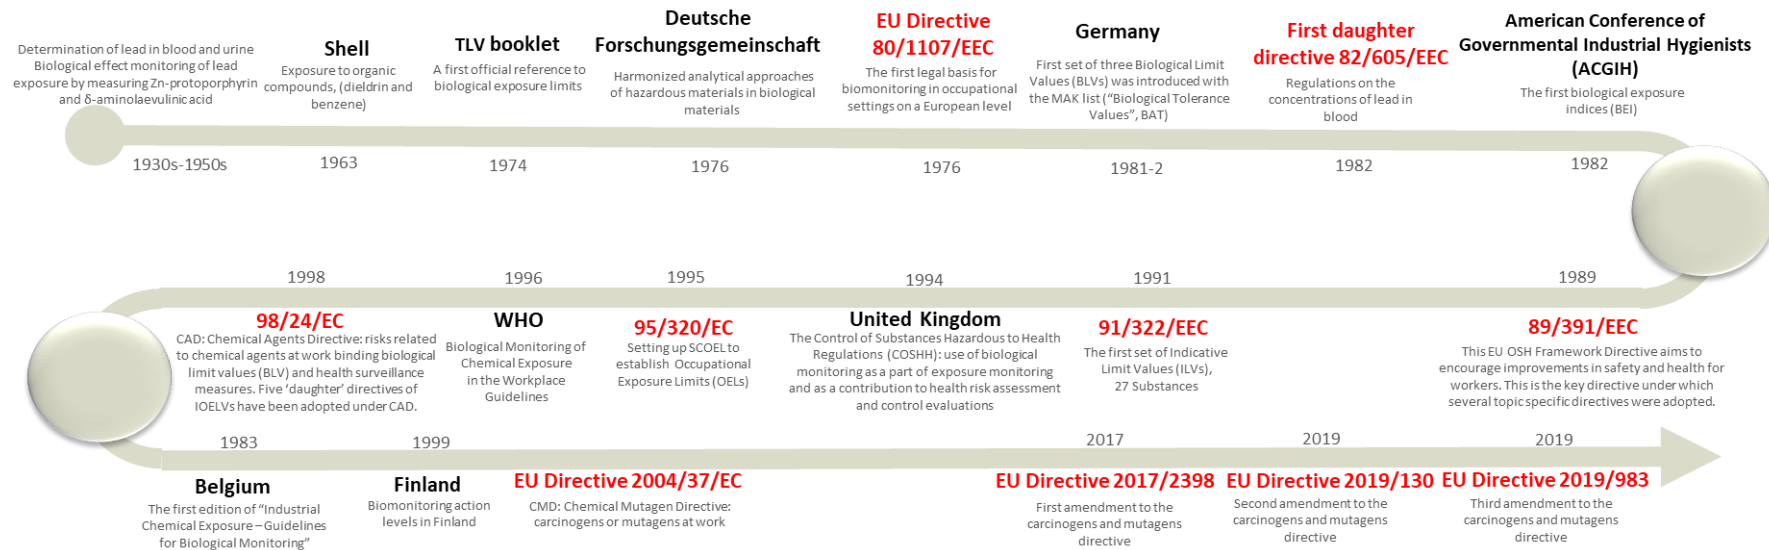 Determination of lead in blood and urine
Biological effect monitoring of lead
exposure by measuring Zn-protoporphyrin
and δ-aminolaevulinic acid
1930s-1950s
Shell
Exposure to organic
compounds, (dieldrin and
benzene)
1963
TLV booklet
A first official reference to
biological exposure limits
1974
Deutsche
Forschungsgemeinschaft
Harmonized analytical approaches
of hazardous materials in biological
materials
1976
EU Directive
80/1107/EEC
The first legal basis for
biomonitoring in occupational
settings on a European level
1976
Germany
First set of three Biological Limit
Values (BLVs) was introduced with
the MAK list (“Biological Tolerance
Values”, BAT)
1981-2
First daughter
directive 82/605/EEC
Regulations on the
concentrations of lead in
blood
1982
American Conference of
Governmental Industrial Hygienists
(ACGIH)
The first biological exposure
indices (BEI)
1982
1998
98/24/EC
CAD: Chemical Agents Directive: risks related
to chemical agents at work binding biological
limit values (BLV) and health surveillance
measures. Five ‘daughter’ directives of
IOELVs have been adopted under CAD.
1996
WHO
Biological Monitoring of
Chemical Exposure
in the Workplace
Guidelines
1995
95/320/EC
Setting up SCOEL to
establish Occupational
Exposure Limits (OELs)
1994
United Kingdom
The Control of Substances Hazardous to Health
Regulations (COSHH): use of biological
monitoring as a part of exposure monitoring
and as a contribution to health risk assessment
and control evaluations
1991
91/322/EEC
The first set of Indicative
Limit Values (ILVs),
27 Substances
1989
89/391/EEC
This EU OSH Framework Directive aims to
encourage improvements in safety and health for
workers. This is the key directive under which
several topic specific directives were adopted.
1983
Belgium
The first edition of “Industrial
Chemical Exposure – Guidelines
for Biological Monitoring”
1999
Finland
Biomonitoring action
levels in Finland
EU Directive 2004/37/EC
CMD: Chemical Mutagen Directive:
carcinogens or mutagens at work
2017
EU Directive 2017/2398
First amendment to the
carcinogens and mutagens
directive
2019
EU Directive 2019/130
Second amendment to the
carcinogens and mutagens
directive
2019
EU Directive 2019/983
Third amendment to the
carcinogens and mutagens
directive